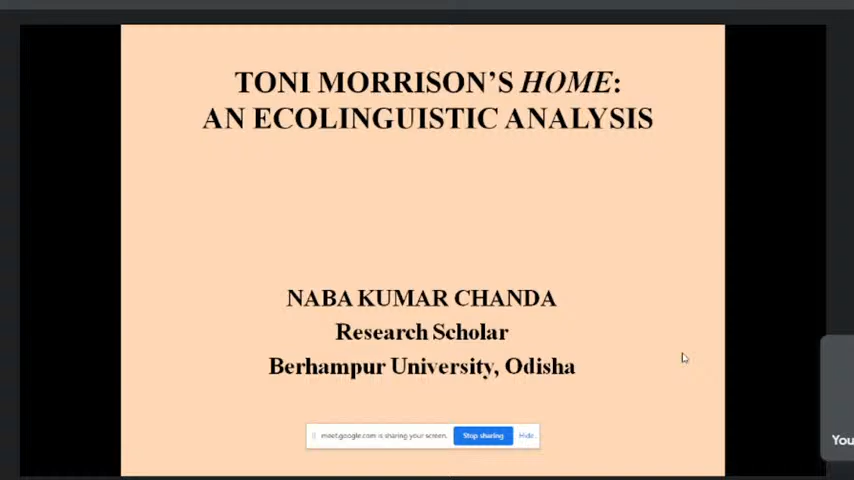 TONI MORRISON'S HOME:
AN ECOLINGUISTIC ANALYSIS
NABA KUMAR CHANDA
Research Scholar
Berhampur University, Odisha
meet.google.com is sharing your screen. Stop sharing Hide
You